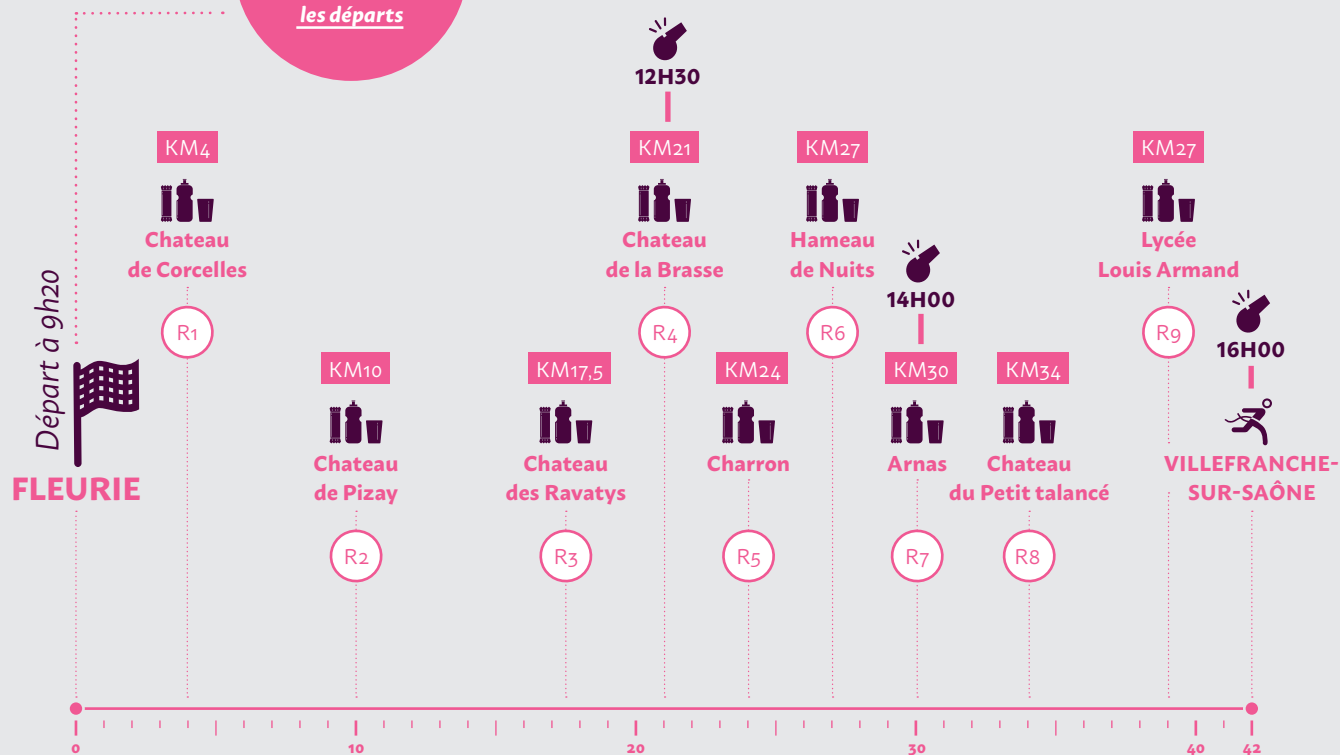 les départs
12H30
KM4
KM21
KM27
KM27
Chateau
de Corcelles
Chateau
de la Brasse
Hameau
de Nuits
Lycée
Louis Armand
14H00
16H00
R1
R4
R6
R9
Départ à 9h20
FLEURIE
KM10
KM17,5
KM24
KM30
KM34
Chateau
de Pizay
Chateau
des Ravatys
Charron
Arnas
Chateau
du Petit talancé
VILLEFRANCHE-
SUR-SAÔNE
R2
R3
R5
R7
R8
0
10
20
30
40
42